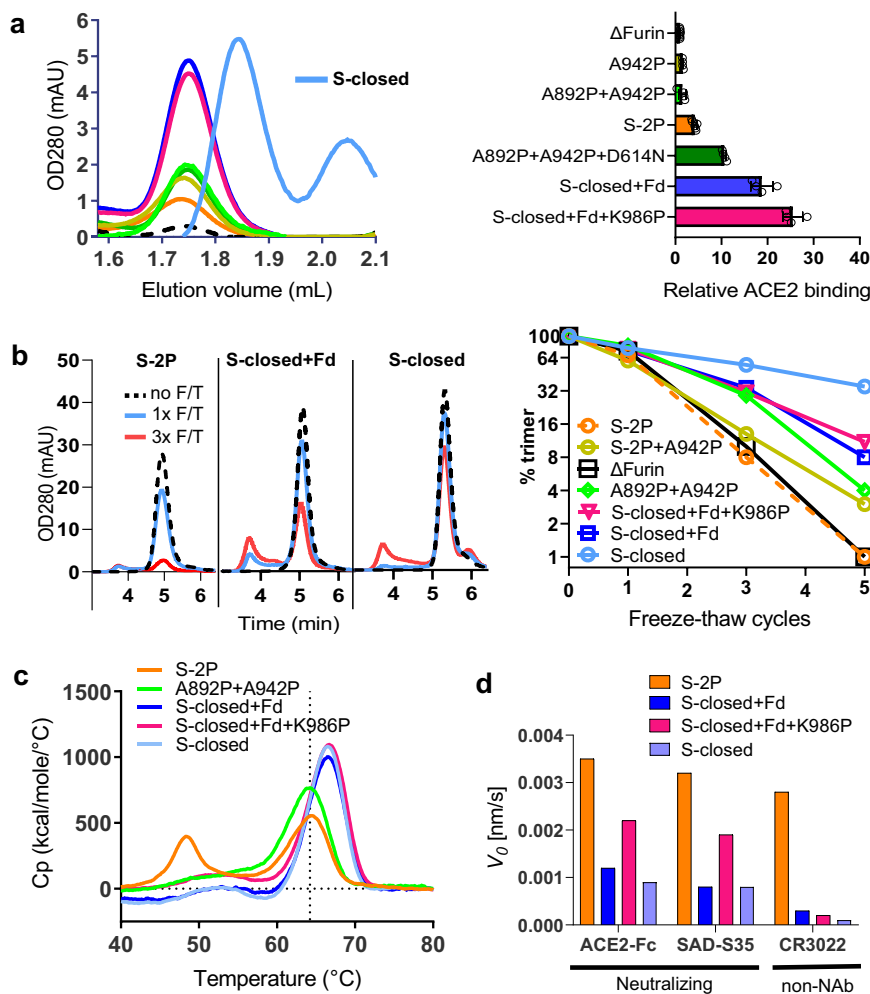 a
6
5
4
3
2
1
0
OD280 (mAU)
S-closed
1.6 1.7 1.8 1.9 2.0 2.1
Elution volume (mL)
ΔFurin
A942P
A892P+A942P
S-2P
A892P+A942P+D614N
S-closed+Fd
S-closed+Fd+K986P
0 10 20 30 40
Relative ACE2 binding
b
S-2P S-closed+Fd S-closed
50
40
30
20
10
0
OD280 (mAU)
no F/T
1x F/T
3x F/T
4 5 6 4 5 6 4 5 6
Time (min)
100
64
32
16
8
4
2
1
% trimer
S-2P
S-2P+A942P
ΔFurin
A892P+A942P
S-closed+Fd+K986P
S-closed+Fd
S-closed
0 1 3 5
Freeze-thaw cycles
c
S-2P
A892P+A942P
S-closed+Fd
S-closed+Fd+K986P
S-closed
1500
1000
500
0
Cp (kcal/mole/°C)
40 50 60 70 80
Temperature (°C)
d
S-2P
S-closed+Fd
S-closed+Fd+K986P
S-closed
0.004
0.003
0.002
0.001
0.000
V0 [nm/s]
ACE2-Fc SAD-S35 CR3022
Neutralizing non-NAb